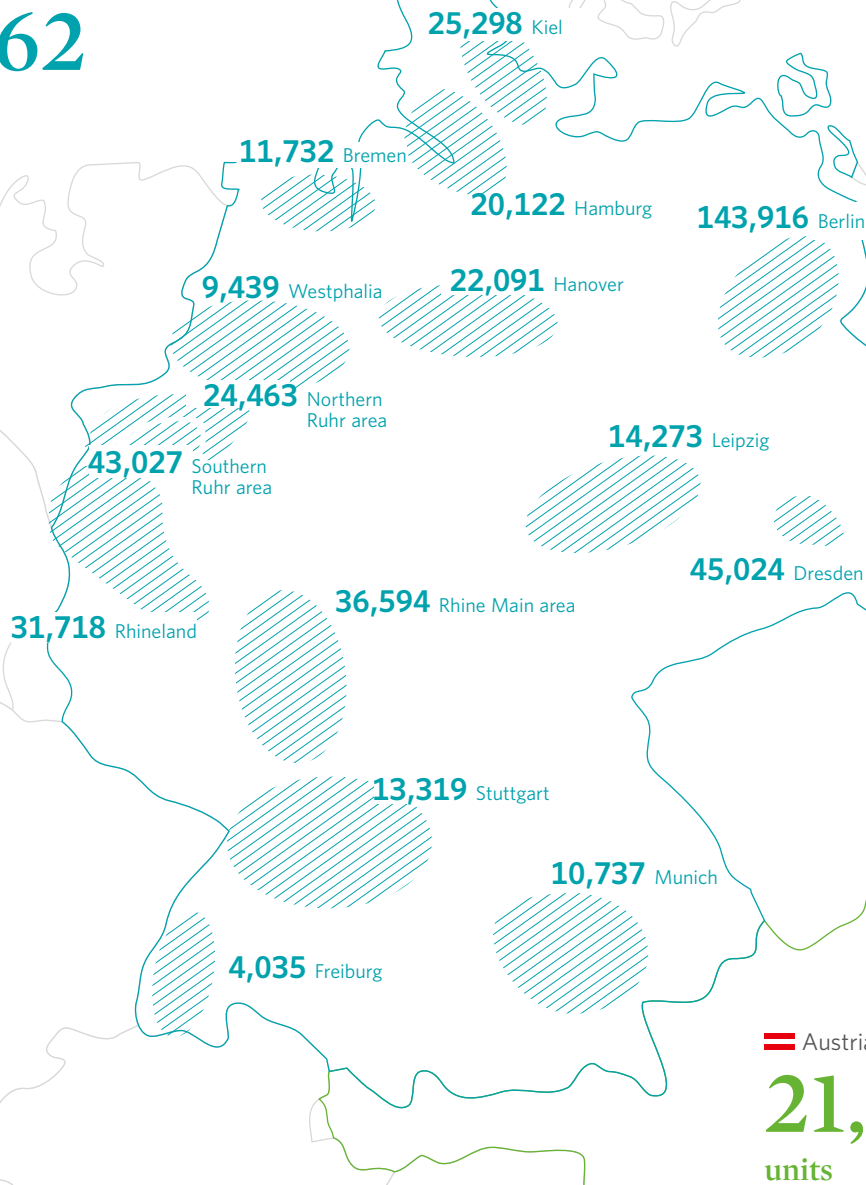 62
25,298 Kiel
11,732 Bremen
20,122 Hamburg
143,916 Berlin
9,439 Westphalia
22,091 Hanover
24,463 Northern
Ruhr area
14,273 Leipzig
43,027 Southern
Ruhr area
45,024 Dresden
36,594 Rhine Main area
31,718 Rhineland
13,319 Stuttgart
10,737 Munich
4,035 Freiburg
Austria
21,
units